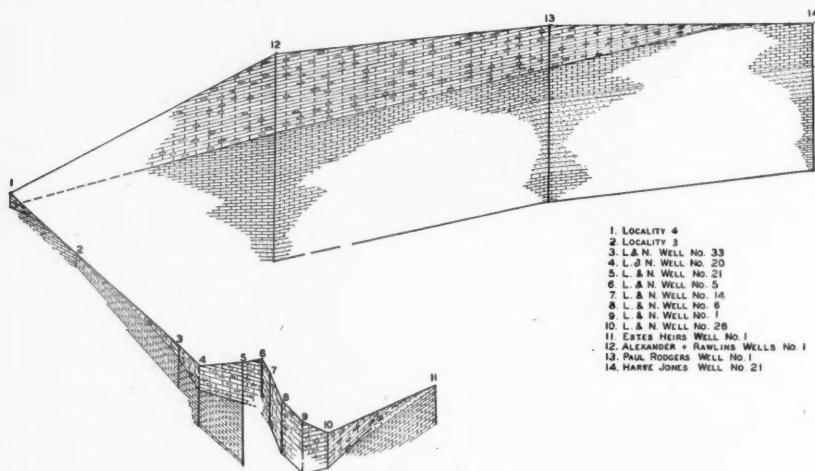 12
13
14
1
2
3
4
5
6
7
8
9
10
11
1. LOCALITY 4
2. LOCALITY 3
3. L & N. WELL NO. 33
4. L. & N. WELL NO. 20
5. L. & N. WELL NO. 21
6. L. & N. WELL NO. 5
7. L. & N. WELL NO. 14
8. L. & N. WELL NO. 6
9. L. & N. WELL NO. 1
10. L. & N. WELL NO. 26
11. ESTES HEIRS WELL NO. 1
12. ALEXANDER + RAWLINS WELLS NO. 1
13. PAUL RODGERS WELL NO. 1
14. HARVE JONES WELL NO. 21